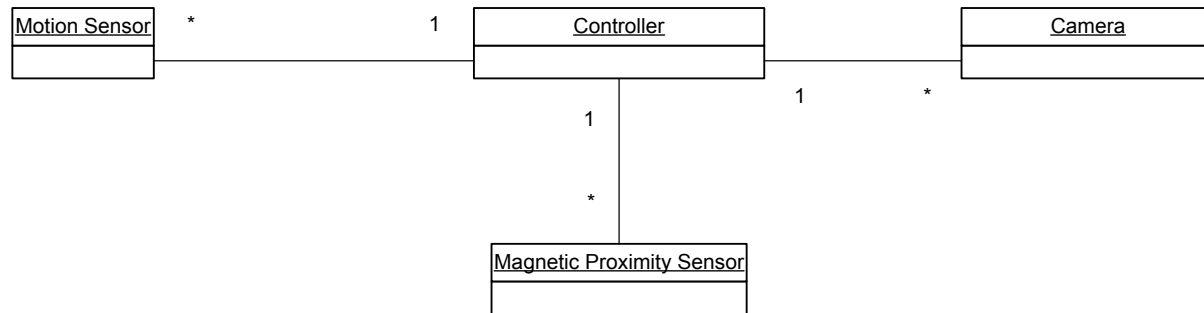 Motion Sensor
*
1
Controller
Camera
1
*
1
*
Magnetic Proximity Sensor